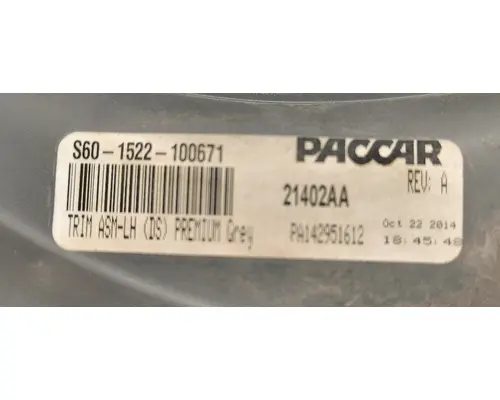 S60-1522-100671 PACCAR
21402AA REV: A
TRIM ASM-LH (DS) PREMIUM Grey PA142951612 Oct 22 2014
18:45:48